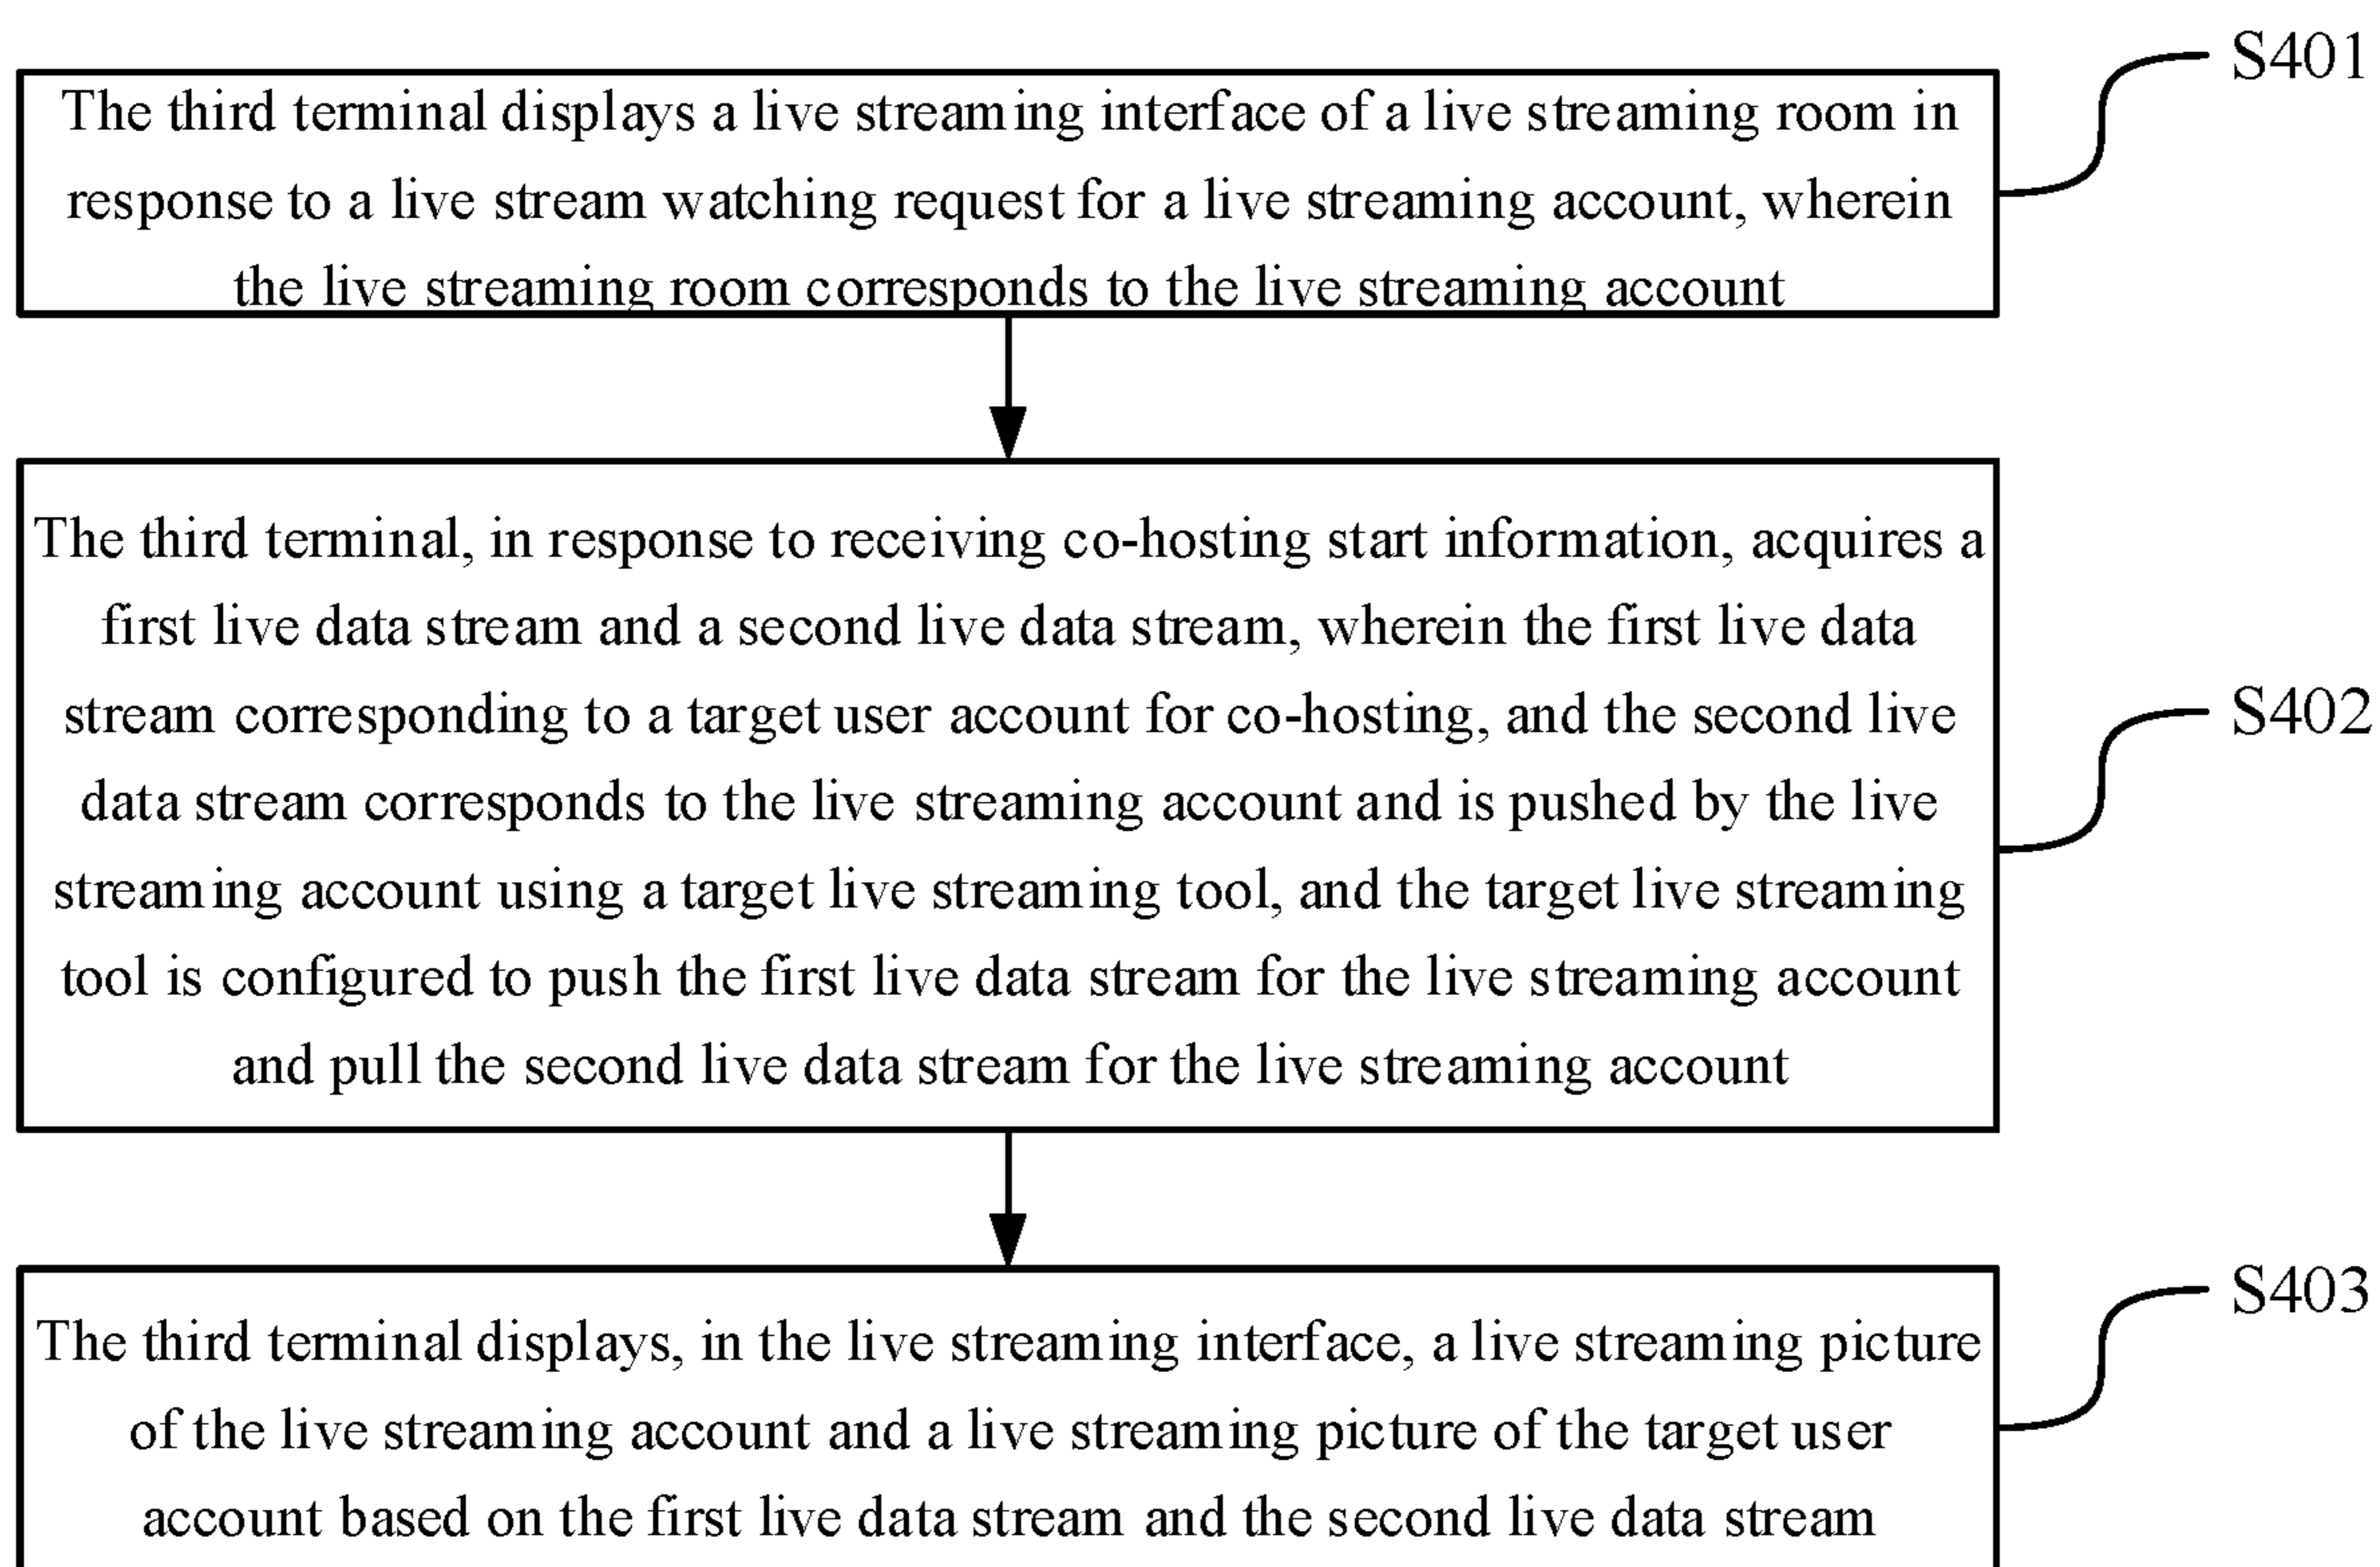 S401
The third terminal displays a live streaming interface of a live streaming room in
response to a live stream watching request for a live streaming account, wherein
the live streaming room corresponds to the live streaming account
The third terminal, in response to receiving co-hosting start information, acquires a
first live data stream and a second live data stream, wherein the first live data
stream corresponding to a target user account for co-hosting, and the second live
data stream corresponds to the live streaming account and is pushed by the live
streaming account using a target live streaming tool, and the target live streaming
tool is configured to push the first live data stream for the live streaming account
and pull the second live data stream for the live streaming account
S402
The third terminal displays, in the live streaming interface, a live streaming picture
of the live streaming account and a live streaming picture of the target user
account based on the first live data stream and the second live data stream
S403